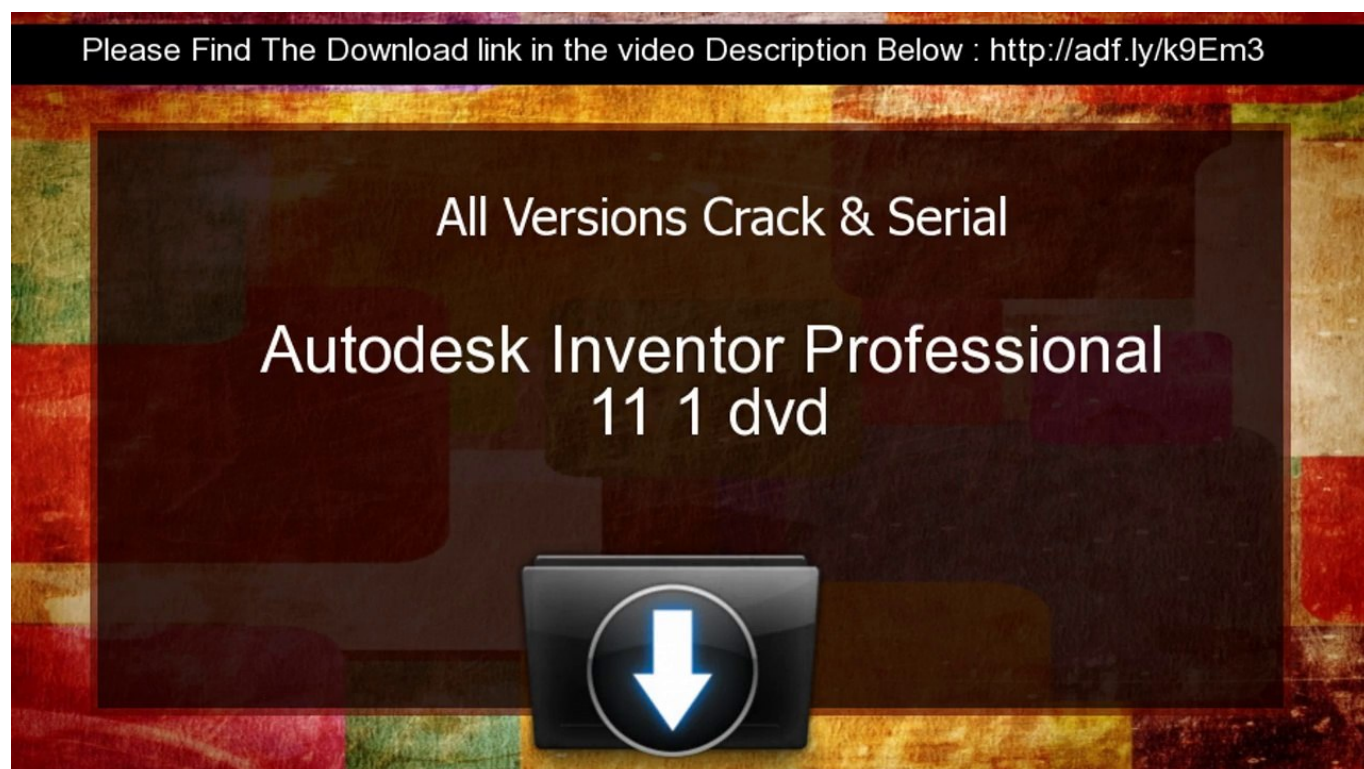 Please Find The Download link in the video Description Below : http://adf.ly/k9Em3
All Versions Crack & Serial
Autodesk Inventor Professional
11 1 dvd